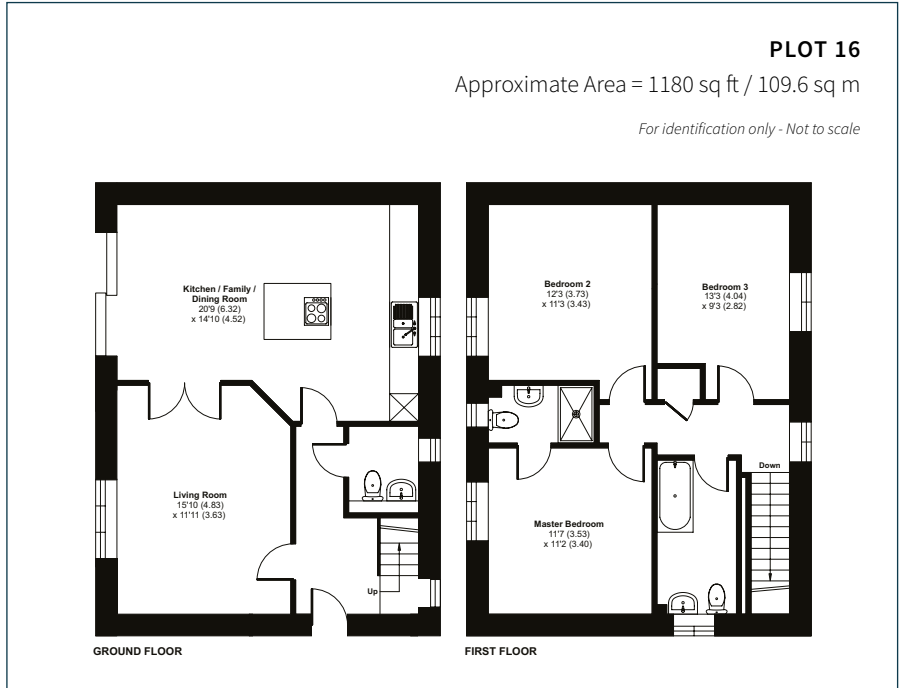 PLOT 16
Approximate Area = 1180 sq ft / 109.6 sq m
For identification only - Not to scale
Kitchen / Family /
Dining Room
20'9 (6.32)
x 14'10 (4.52)
Living Room
15'10 (4.83)
x 11'11 (3.63)
Up
GROUND FLOOR
Bedroom 2
12'3 (3.73)
x 11'3 (3.43)
Bedroom 3
13'3 (4.04)
x 9'3 (2.82)
Down
Master Bedroom
11'7 (3.53)
x 11'2 (3.40)
FIRST FLOOR